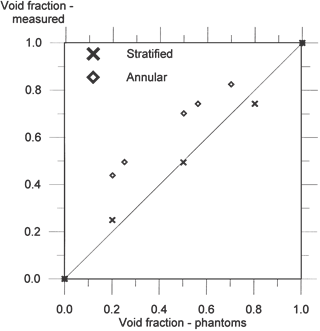 Void fraction -
measured
1.0
Stratified
Annular
0.8
0.6
0.4
0.2
0.0
0.0 0.2 0.4 0.6 0.8 1.0
Void fraction - phantoms